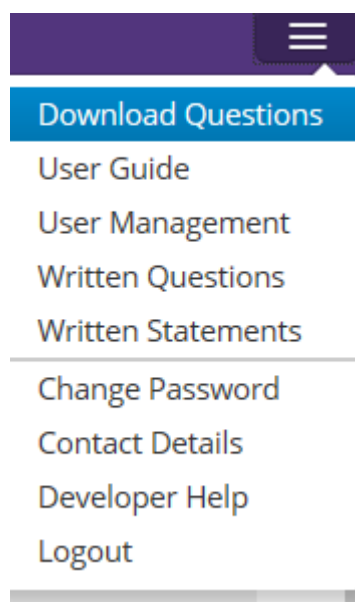 Download Questions
User Guide
User Management
Written Questions
Written Statements
Change Password
Contact Details
Developer Help
Logout